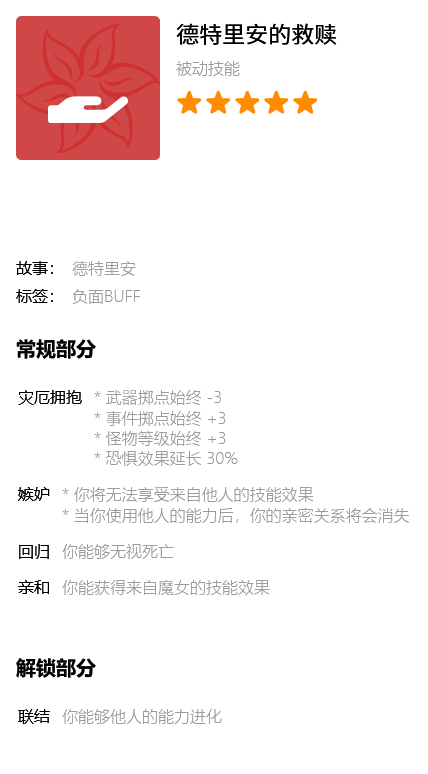 德特里安的救赎
被动技能
故事： 德特里安
标签： 负面BUFF
常规部分
灾厄拥抱 * 武器掷点始终 -3
* 事件掷点始终 +3
* 怪物等级始终 +3
* 恐惧效果延长 30%
嫉妒 * 你将无法享受来自他人的技能效果
* 当你使用他人的能力后，你的亲密关系将会消失
回归 你能够无视死亡
亲和 你能获得来自魔女的技能效果
解锁部分
联结 你能够他人的能力进化